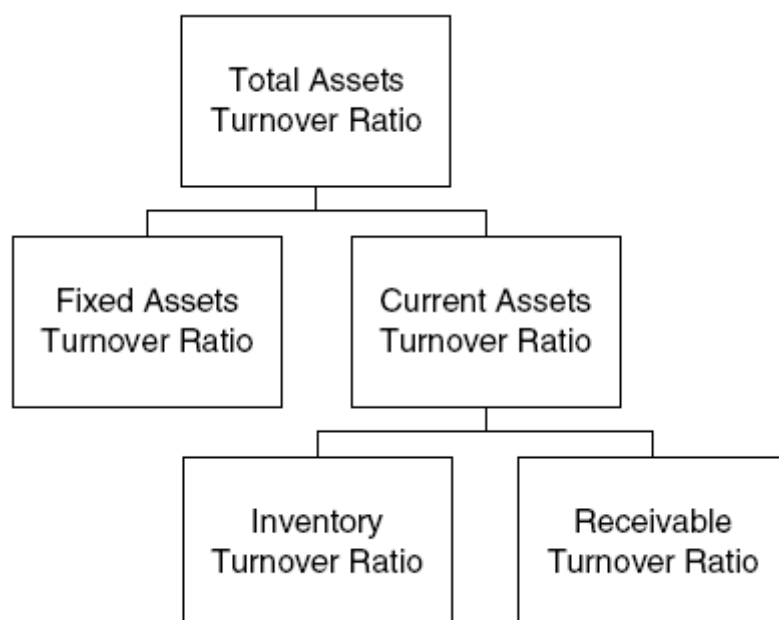 Total Assets
Turnover Ratio
Fixed Assets
Turnover Ratio
Current Assets
Turnover Ratio
Inventory
Turnover Ratio
Receivable
Turnover Ratio